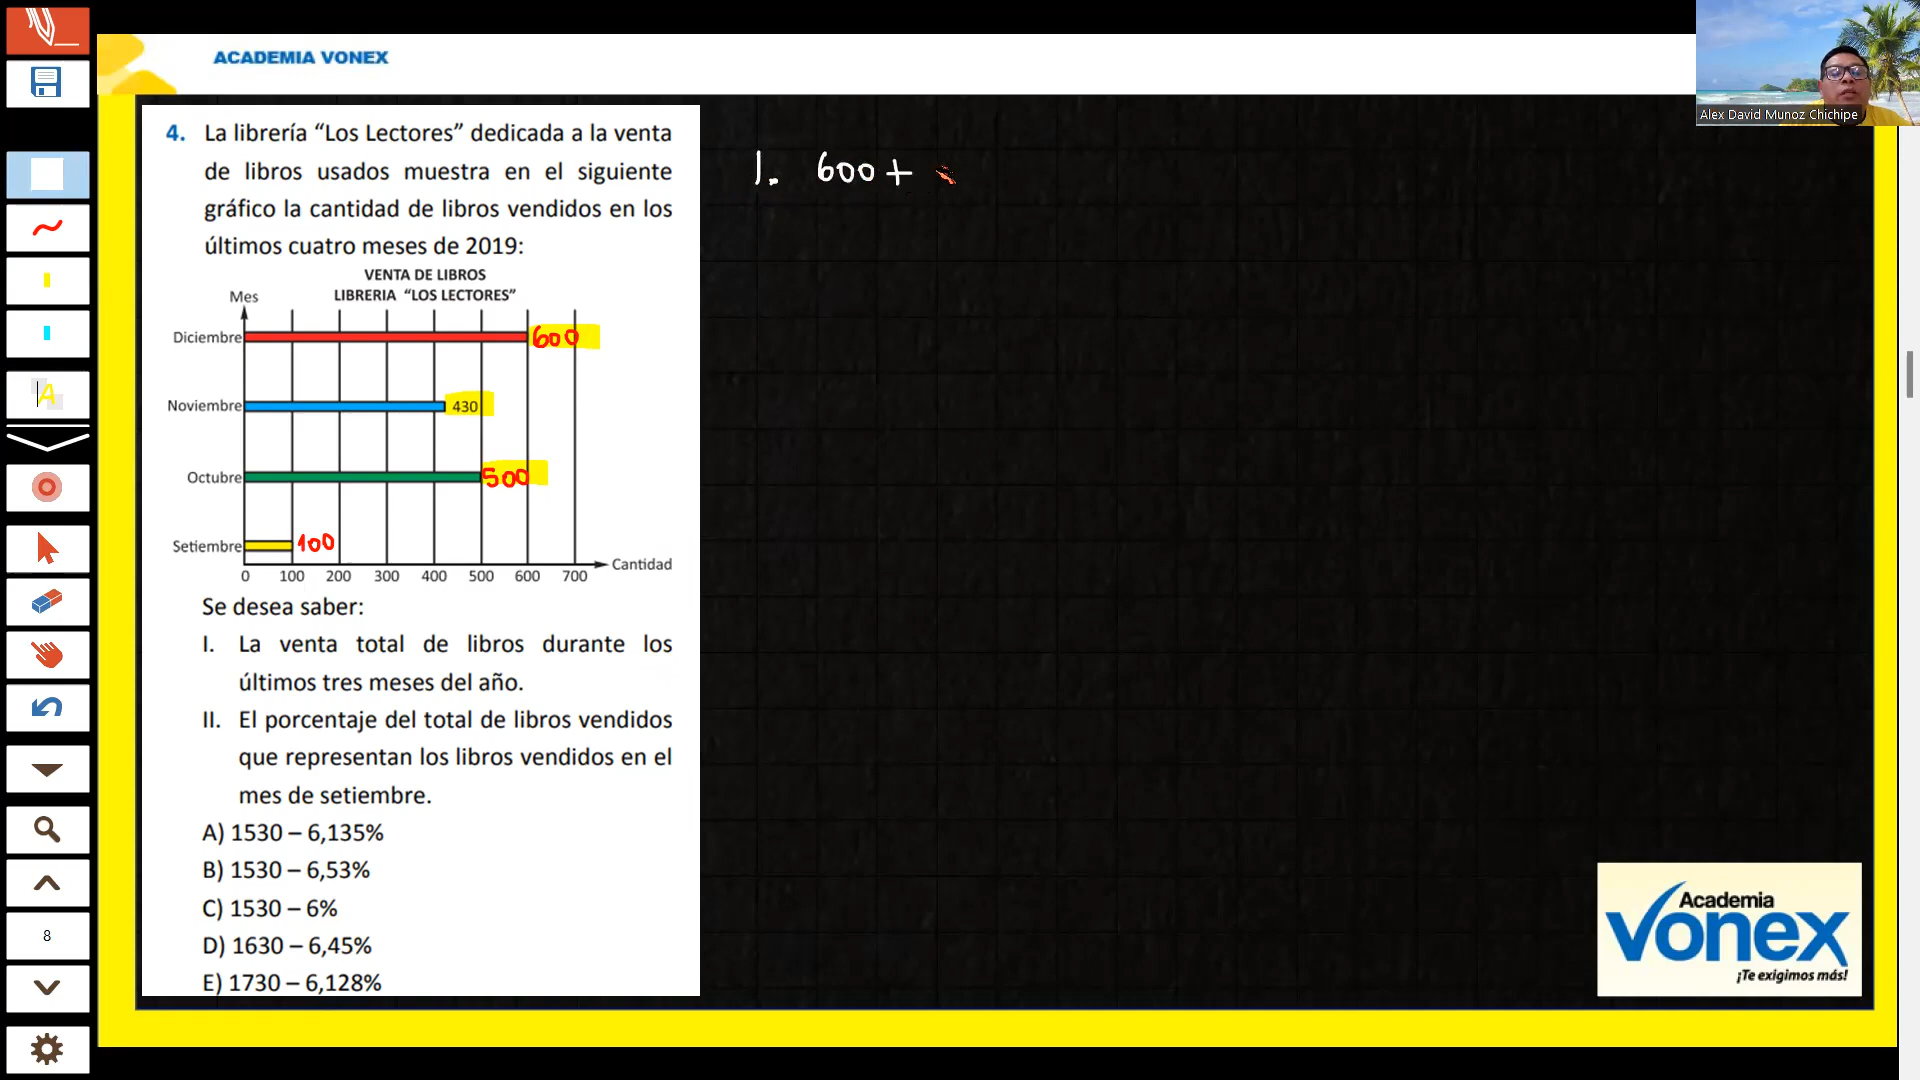 ACADEMIA VONEX
Alex David Munoz Chichipe
4. La librería “Los Lectores” dedicada a la venta
de libros usados muestra en el siguiente
gráfico la cantidad de libros vendidos en los
últimos cuatro meses de 2019:
VENTA DE LIBROS
LIBRERIA “LOS LECTORES”
Mes
Diciembre 600
Noviembre 430
Octubre 500
Setiembre 100
Cantidad
0 100 200 300 400 500 600 700
Se desea saber:
I. La venta total de libros durante los
últimos tres meses del año.
II. El porcentaje del total de libros vendidos
que representan los libros vendidos en el
mes de setiembre.
A) 1530 – 6,135%
B) 1530 – 6,53%
C) 1530 – 6%
D) 1630 – 6,45%
E) 1730 – 6,128%
I. 600 +
A
8
Academia
vonex
¡Te exigimos más!